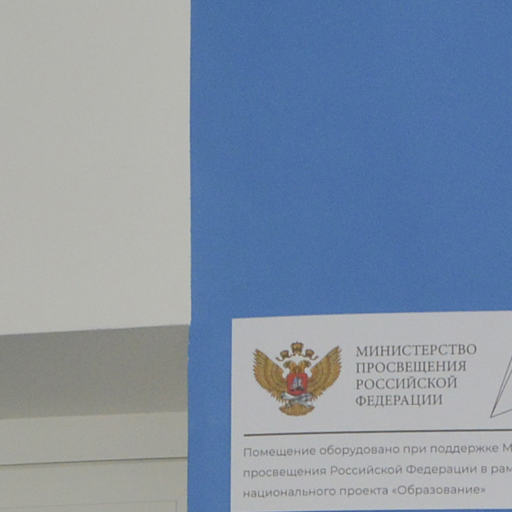 МИНИСТЕРСТВО
ПРОСВЕЩЕНИЯ
РОССИЙСКОЙ
ФЕДЕРАЦИИ
Помещение оборудовано при поддержке
просвещения Российской Федерации в
национального проекта «Образование»